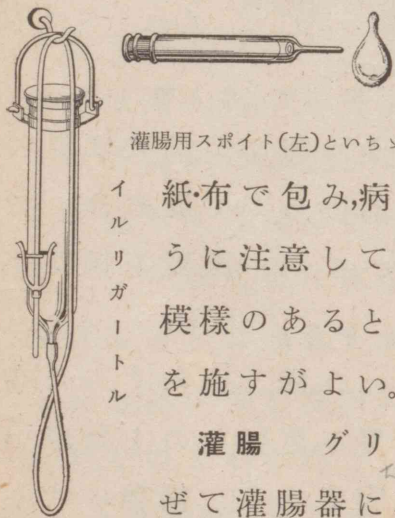 灌腸用スポイト(左)といちゞ
イルリガートル
紙・布で包み,病
うに注意して
模様のあると
を施すがよい。
灌腸　グリ
ぜて灌腸器に